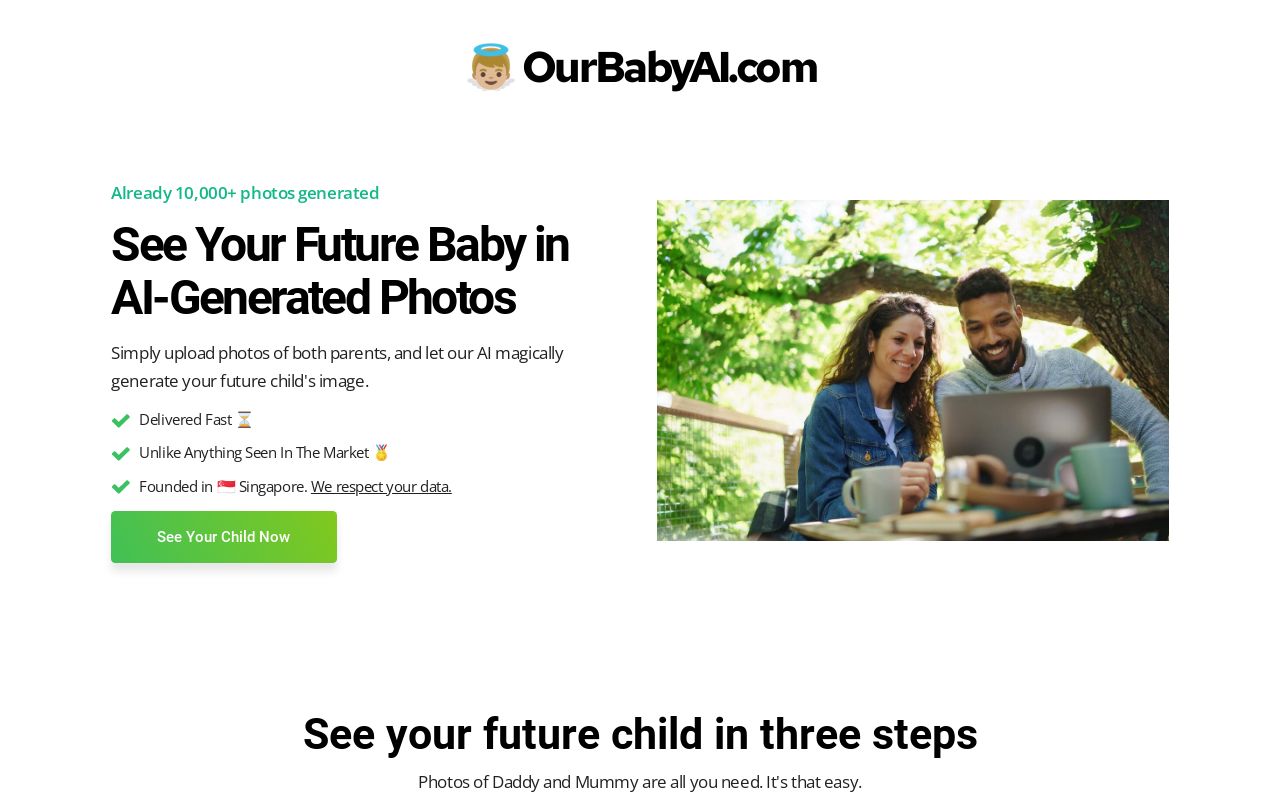 OurBabyAI.com
Already 10,000+ photos generated
See Your Future Baby in
AI-Generated Photos
Simply upload photos of both parents, and let our AI magically
generate your future child's image.
Delivered Fast ⏳
Unlike Anything Seen In The Market 🏅
Founded in 🇸🇬 Singapore. We respect your data.
See Your Child Now
See your future child in three steps
Photos of Daddy and Mummy are all you need. It's that easy.